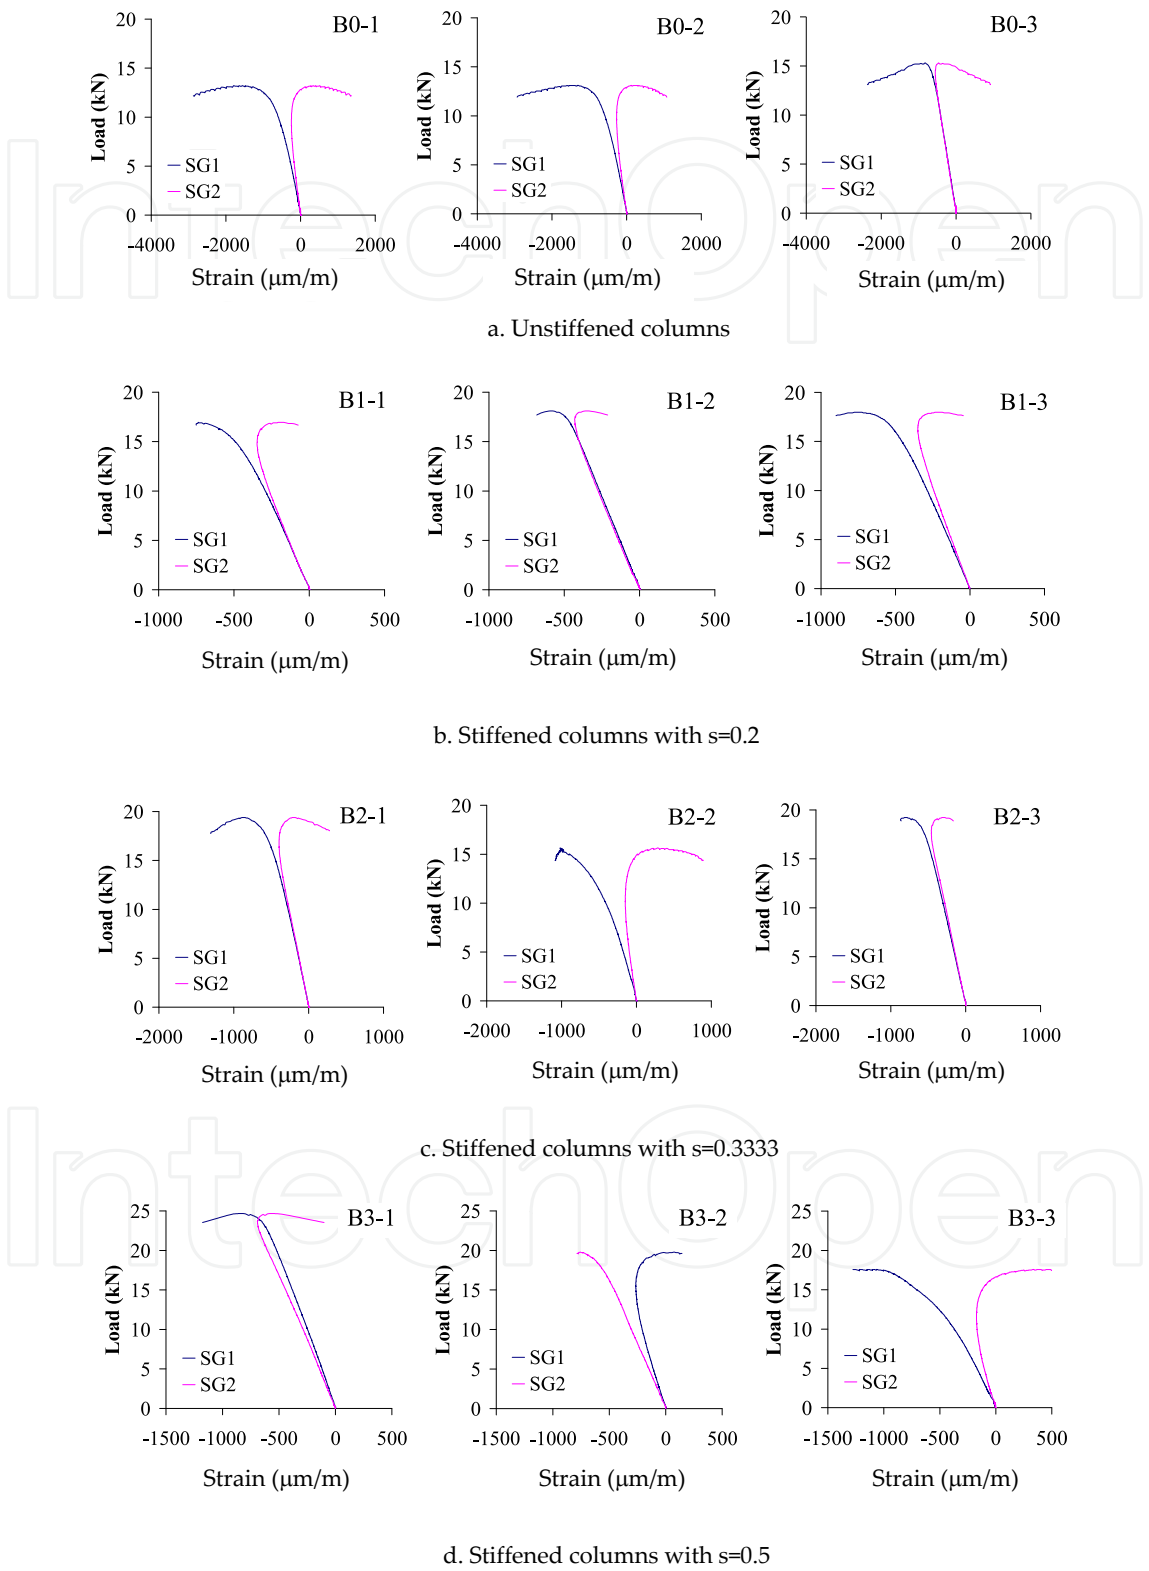 B0-1
20
15
10
5
0
Load (kN)
SG1
SG2
-4000 -2000 0 2000
Strain (μm/m)
B0-2
20
15
10
5
0
Load (kN)
SG1
SG2
-4000 -2000 0 2000
Strain (μm/m)
B0-3
20
15
10
5
0
Load (kN)
SG1
SG2
-4000 -2000 0 2000
Strain (μm/m)
a. Unstiffened columns
B1-1
20
15
10
5
0
Load (kN)
SG1
SG2
-1000 -500 0 500
Strain (μm/m)
B1-2
20
15
10
5
0
Load (kN)
SG1
SG2
-1000 -500 0 500
Strain (μm/m)
B1-3
20
15
10
5
0
Load (kN)
SG1
SG2
-1000 -500 0 500
Strain (μm/m)
b. Stiffened columns with s=0.2
B2-1
20
15
10
5
0
Load (kN)
SG1
SG2
-2000 -1000 0 1000
Strain (μm/m)
B2-2
20
15
10
5
0
Load (kN)
SG1
SG2
-2000 -1000 0 1000
Strain (μm/m)
B2-3
20
15
10
5
0
Load (kN)
SG1
SG2
-2000 -1000 0 1000
Strain (μm/m)
c. Stiffened columns with s=0.3333
B3-1
25
20
15
10
5
0
Load (kN)
SG1
SG2
-1500 -1000 -500 0 500
Strain (μm/m)
B3-2
25
20
15
10
5
0
Load (kN)
SG1
SG2
-1500 -1000 -500 0 500
Strain (μm/m)
B3-3
25
20
15
10
5
0
Load (kN)
SG1
SG2
-1500 -1000 -500 0 500
Strain (μm/m)
d. Stiffened columns with s=0.5
IntechOpen
IntechOpen